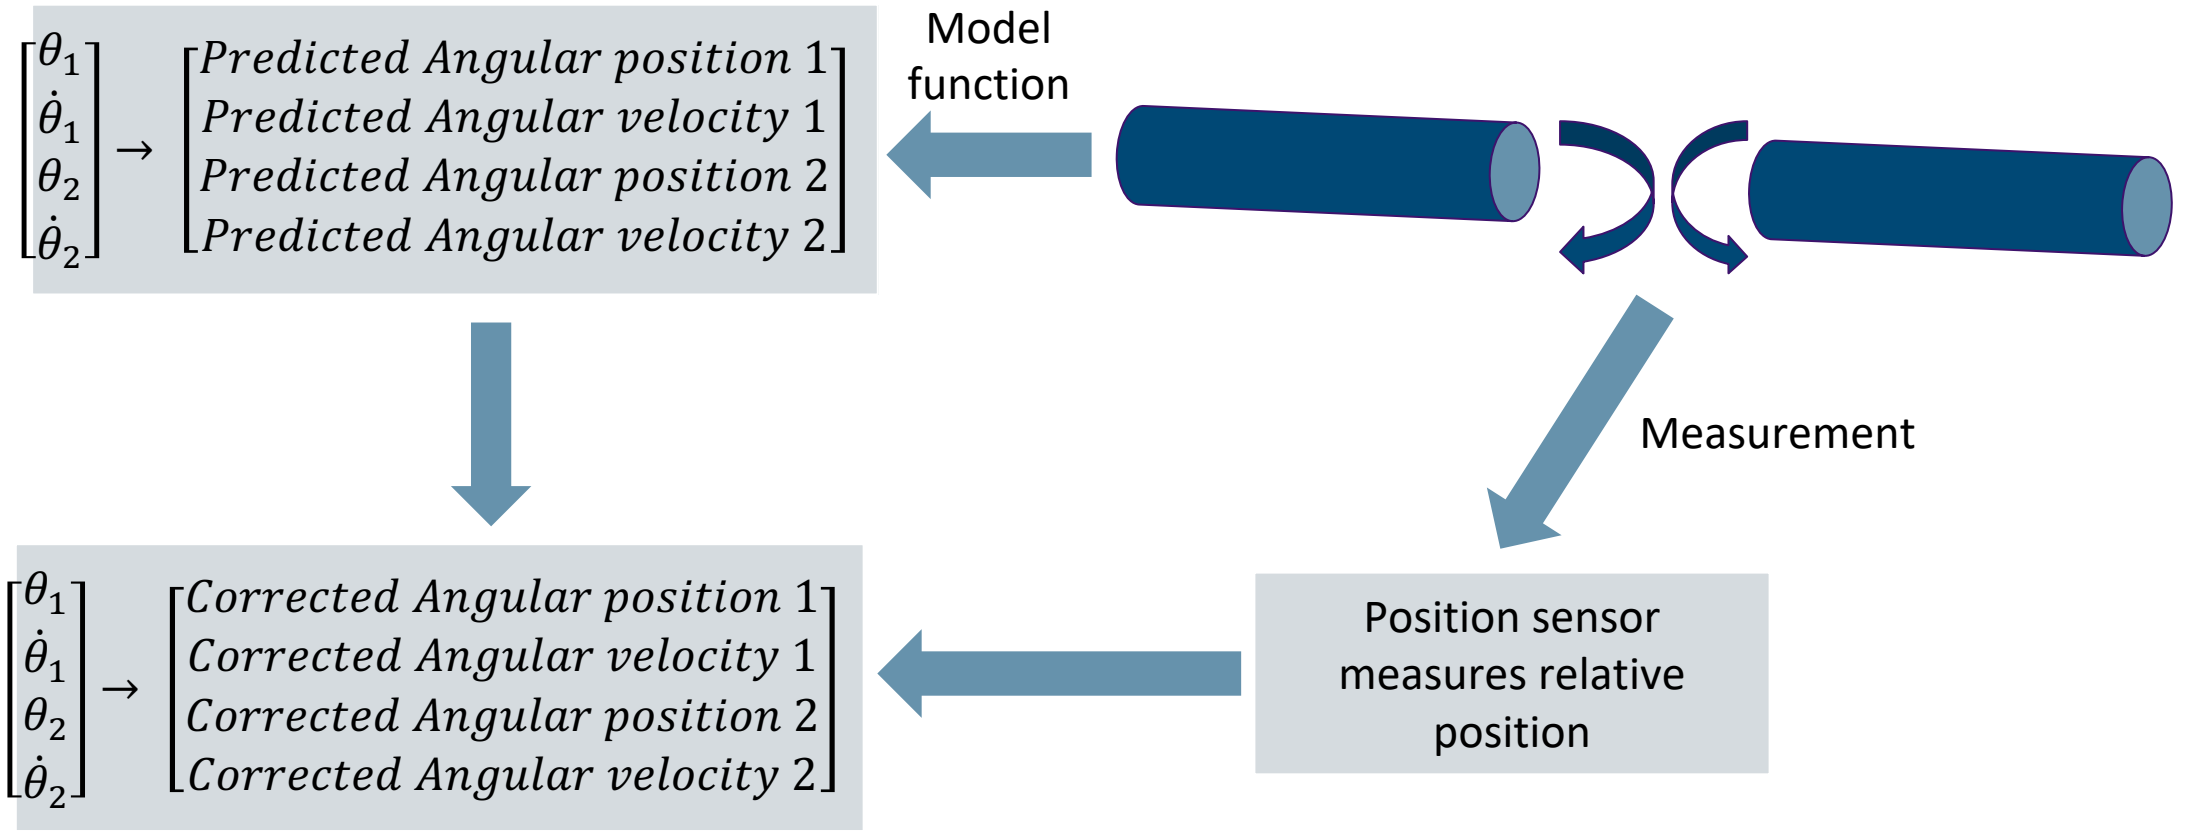 θ₁
θ̇₁
θ₂
θ̇₂
→
Predicted Angular position 1
Predicted Angular velocity 1
Predicted Angular position 2
Predicted Angular velocity 2
Model
function
Measurement
θ₁
θ̇₁
θ₂
θ̇₂
→
Corrected Angular position 1
Corrected Angular velocity 1
Corrected Angular position 2
Corrected Angular velocity 2
Position sensor
measures relative
position